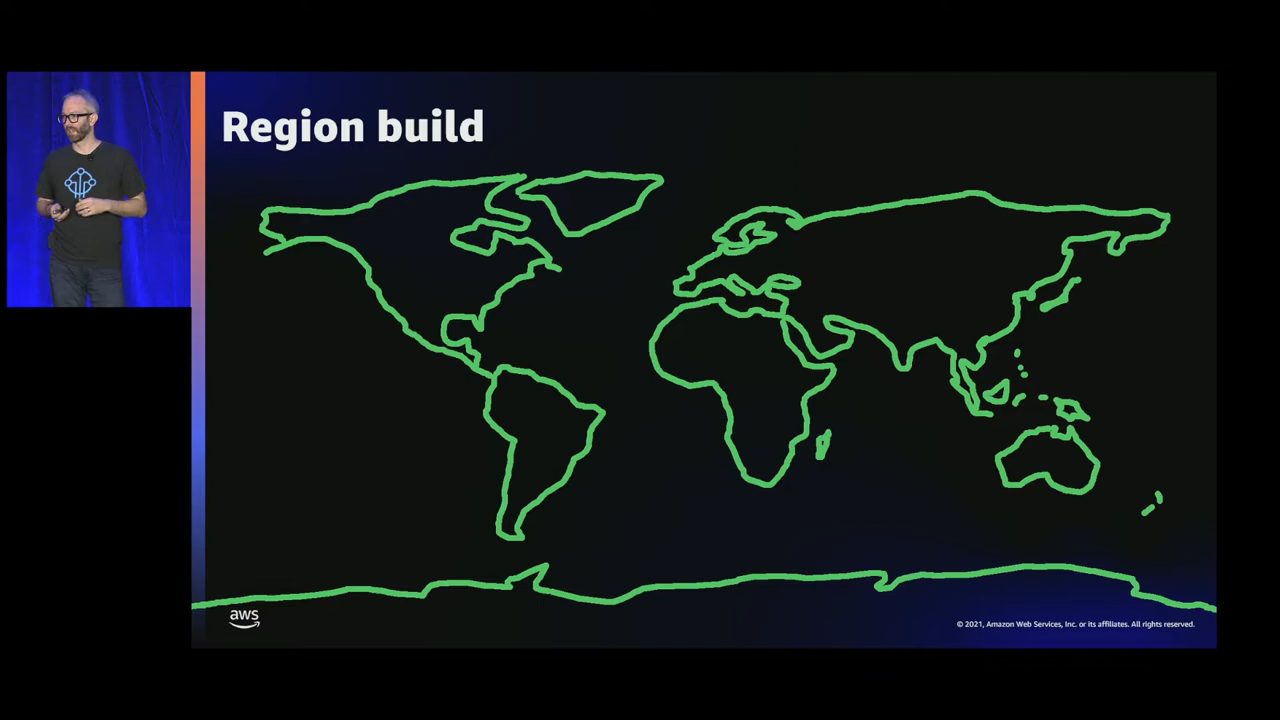 Region build
aws
© 2021, Amazon Web Services, Inc. or its affiliates. All rights reserved.